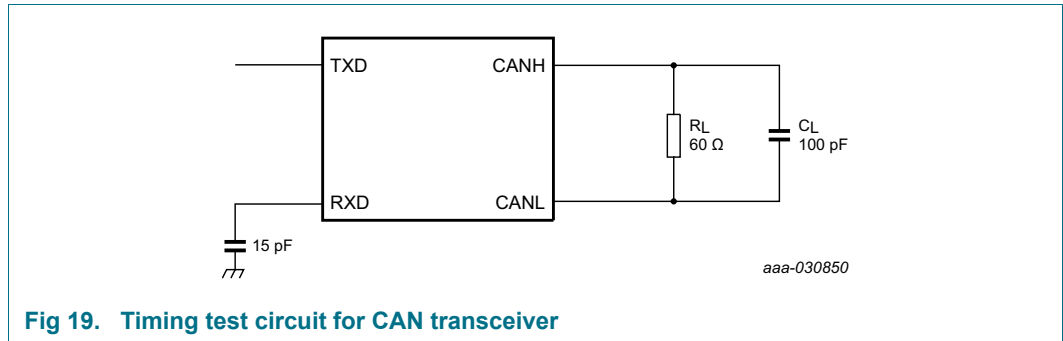 TXD
CANH
RL
60 Ω
CL
100 pF
RXD
CANL
15 pF
aaa-030850
Fig 19. Timing test circuit for CAN transceiver